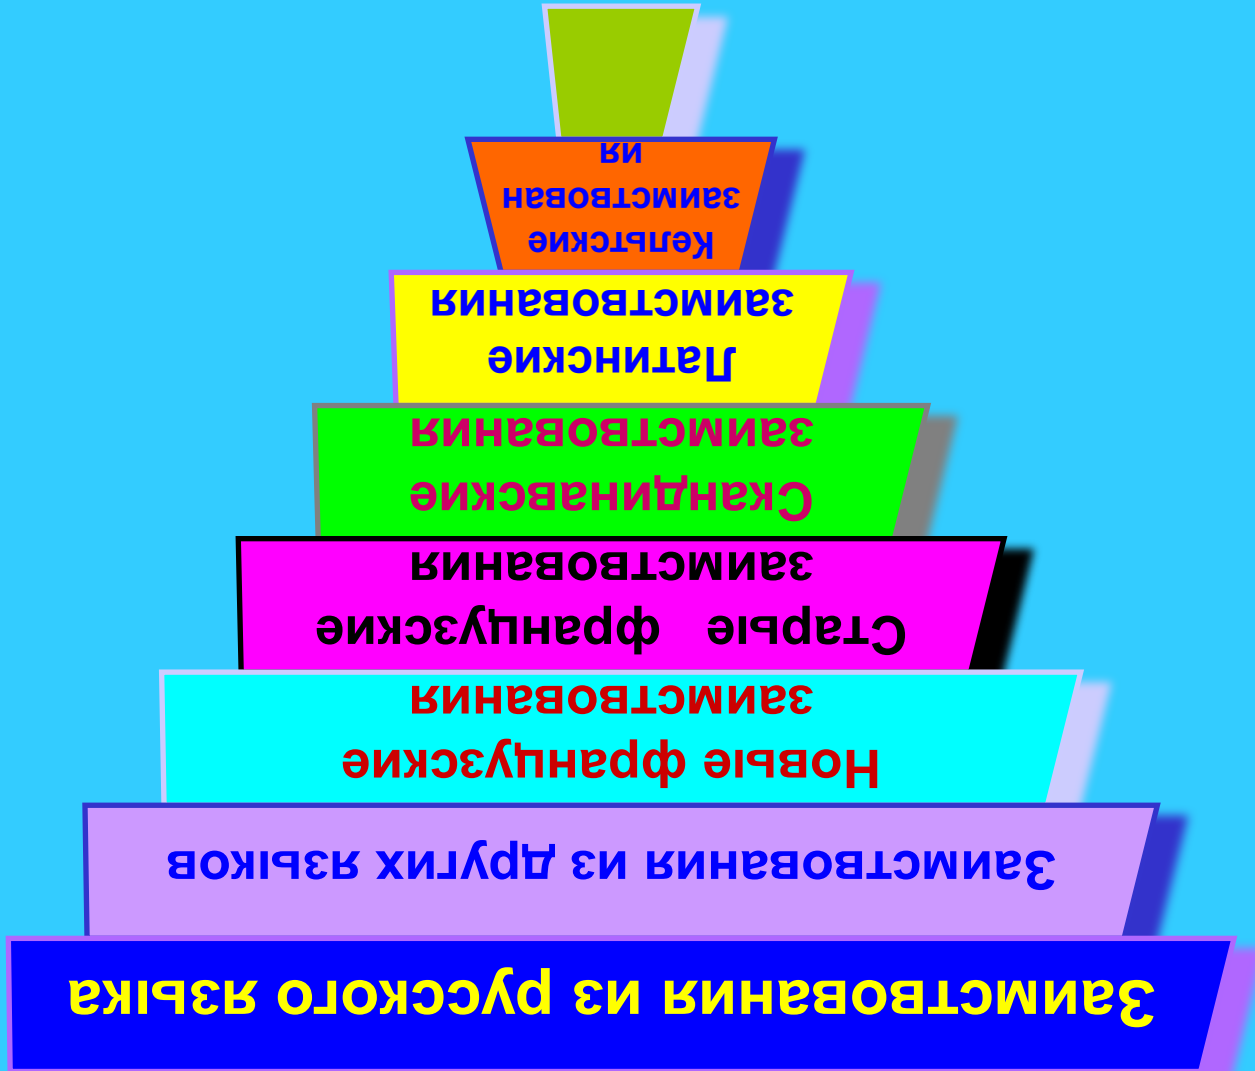 Заимствования из русского языка
Заимствования из других языков
Новые французские
заимствования
Старые французские
заимствования
Скандинавские
заимствования
Латинские
заимствования
Кельтские
заимствован
ия